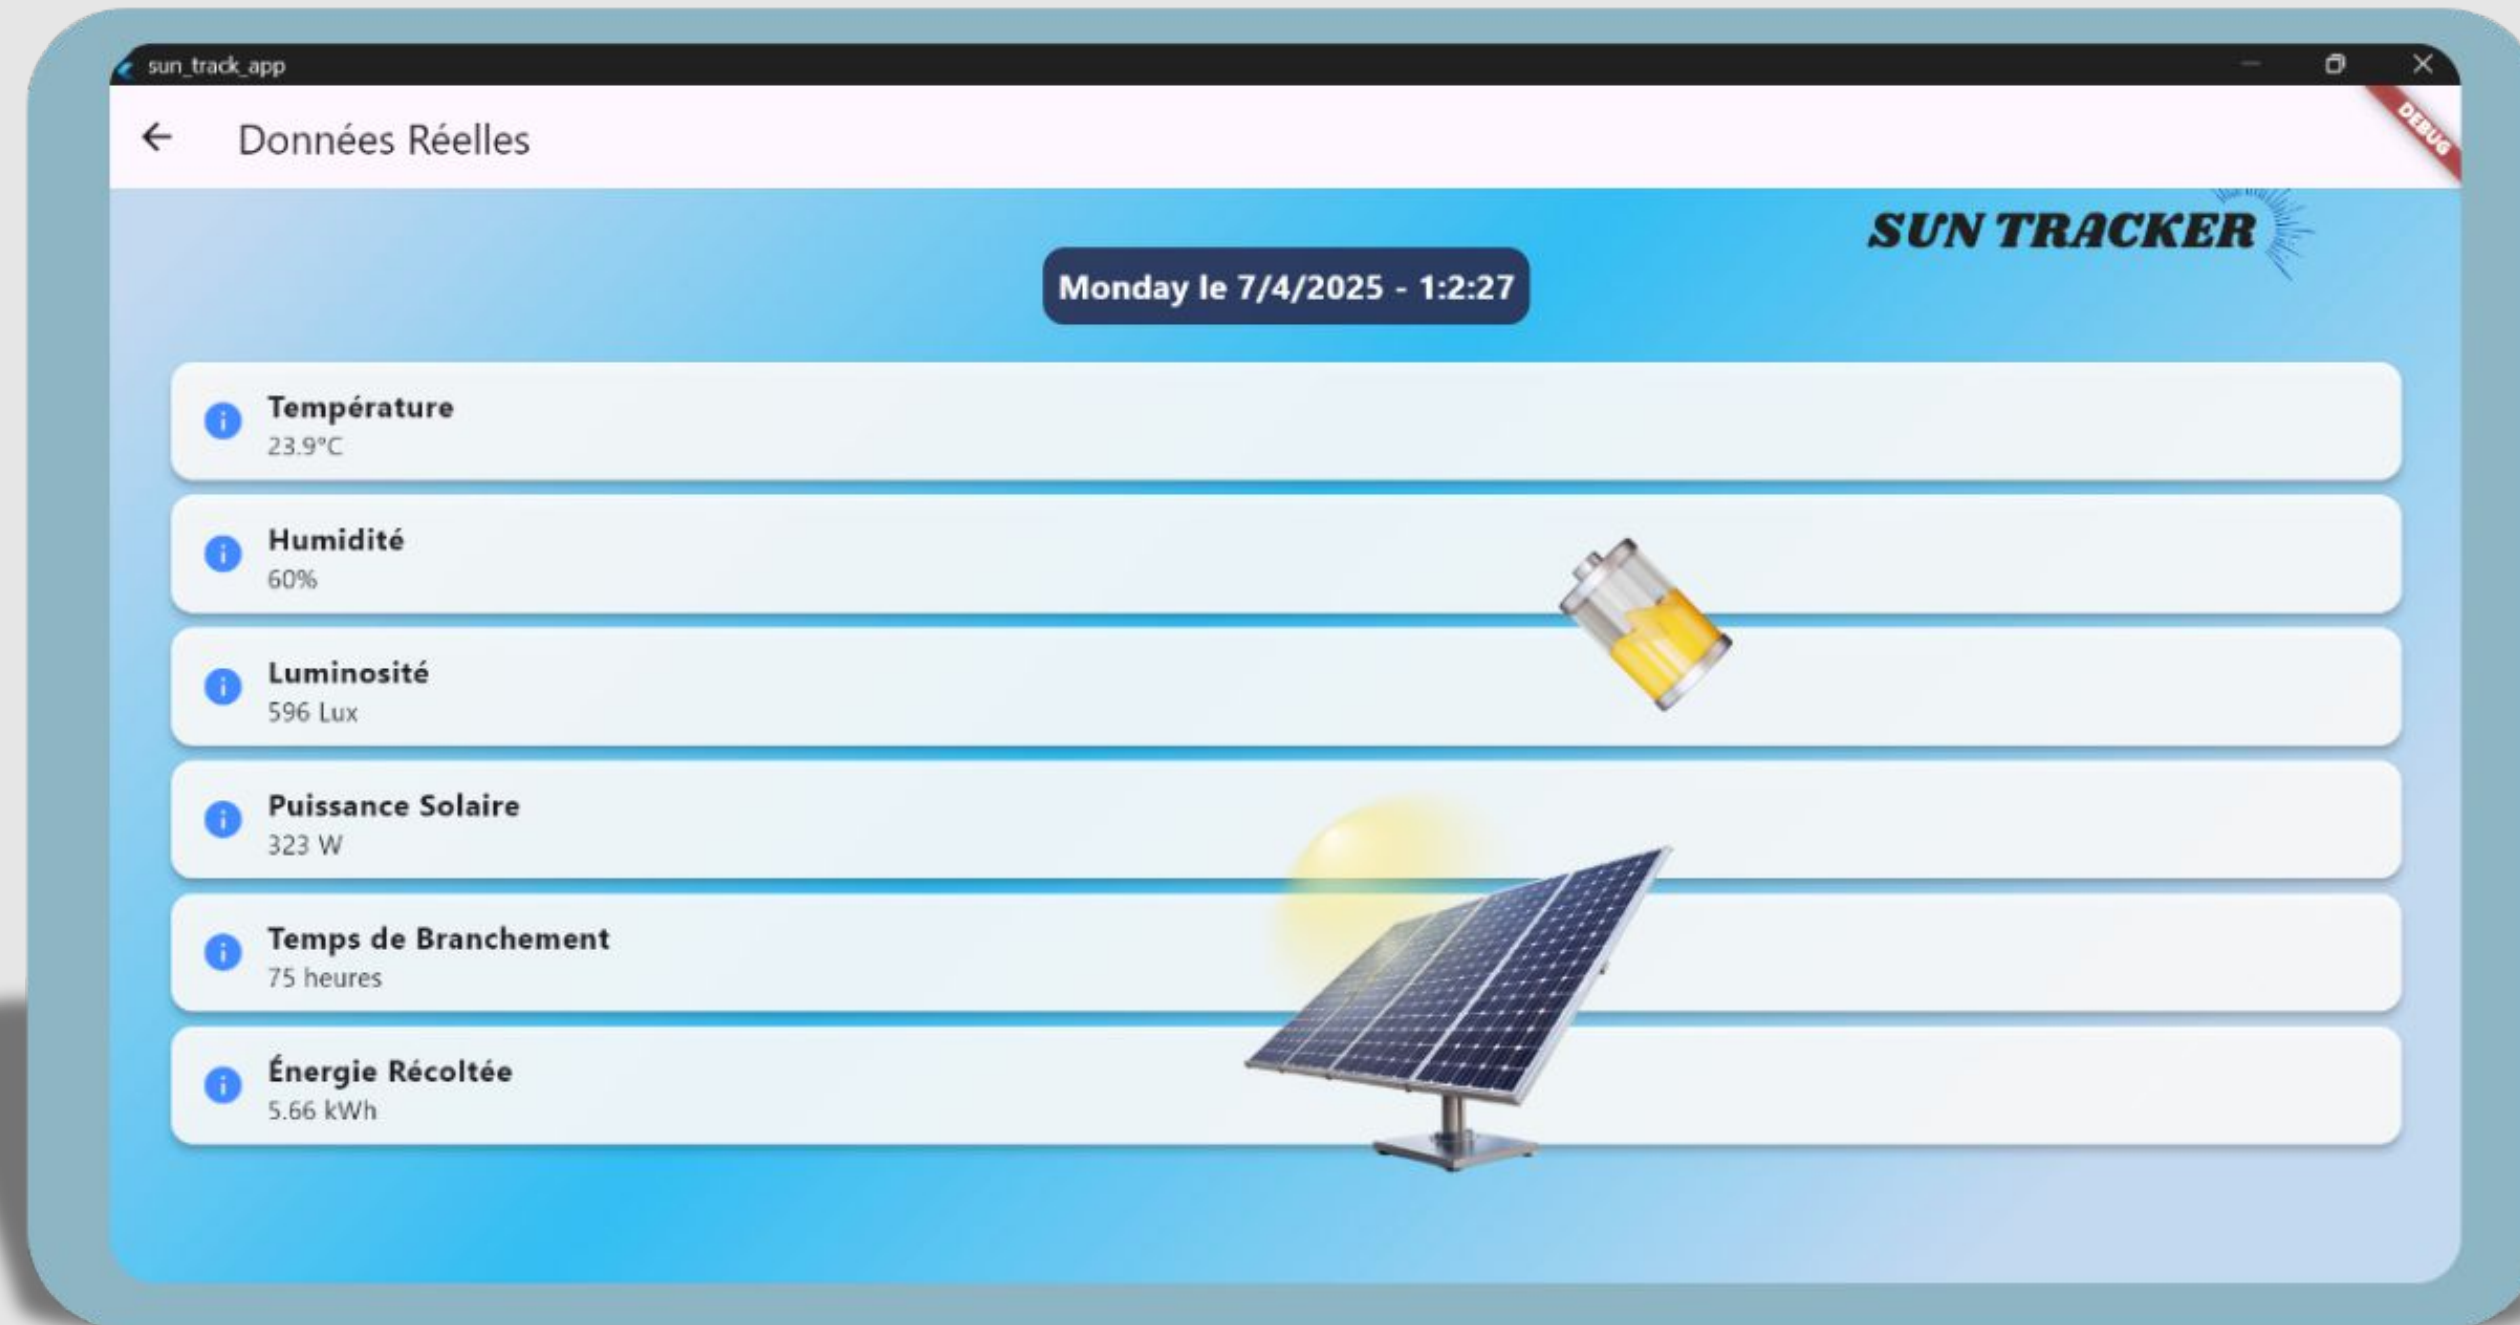 sun_track_app
Données Réelles
DEBUG
SUN TRACKER
Monday le 7/4/2025 - 1:2:27
Température
23.9°C
Humidité
60%
Luminosité
596 Lux
Puissance Solaire
323 W
Temps de Branchement
75 heures
Énergie Récoltée
5.66 kWh